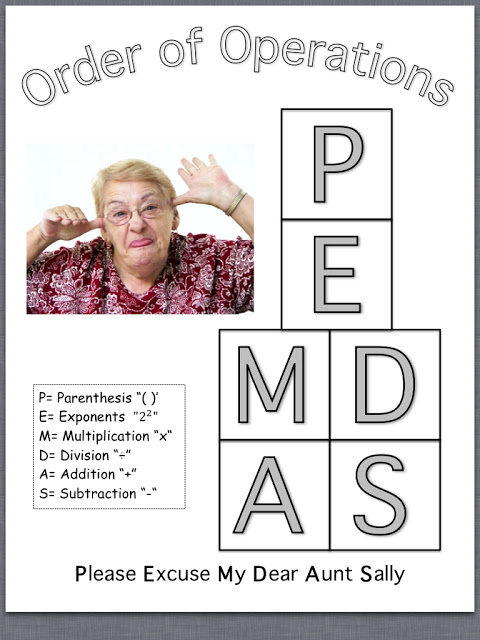 Order of Operations
P
E
M D
A S
P= Parenthesis “( )’
E= Exponents "2²"
M= Multiplication “x“
D= Division “÷”
A= Addition “+”
S= Subtraction “-“
Please Excuse My Dear Aunt Sally